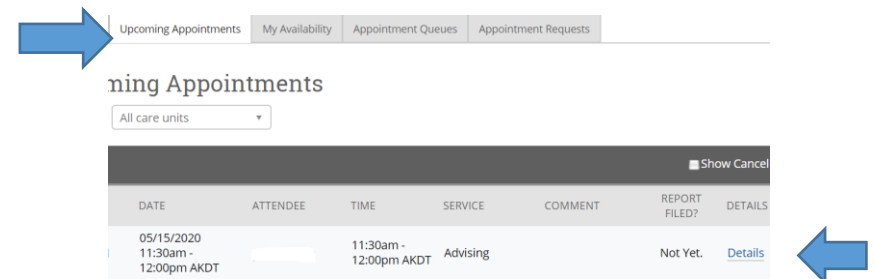 Upcoming Appointments My Availability Appointment Queues Appointment Requests
ming Appointments
All care units
Show Cancel
DATE ATTENDEE TIME SERVICE COMMENT REPORT FILED? DETAILS
05/15/2020 11:30am - 12:00pm AKDT 11:30am - 12:00pm AKDT Advising Not Yet. Details